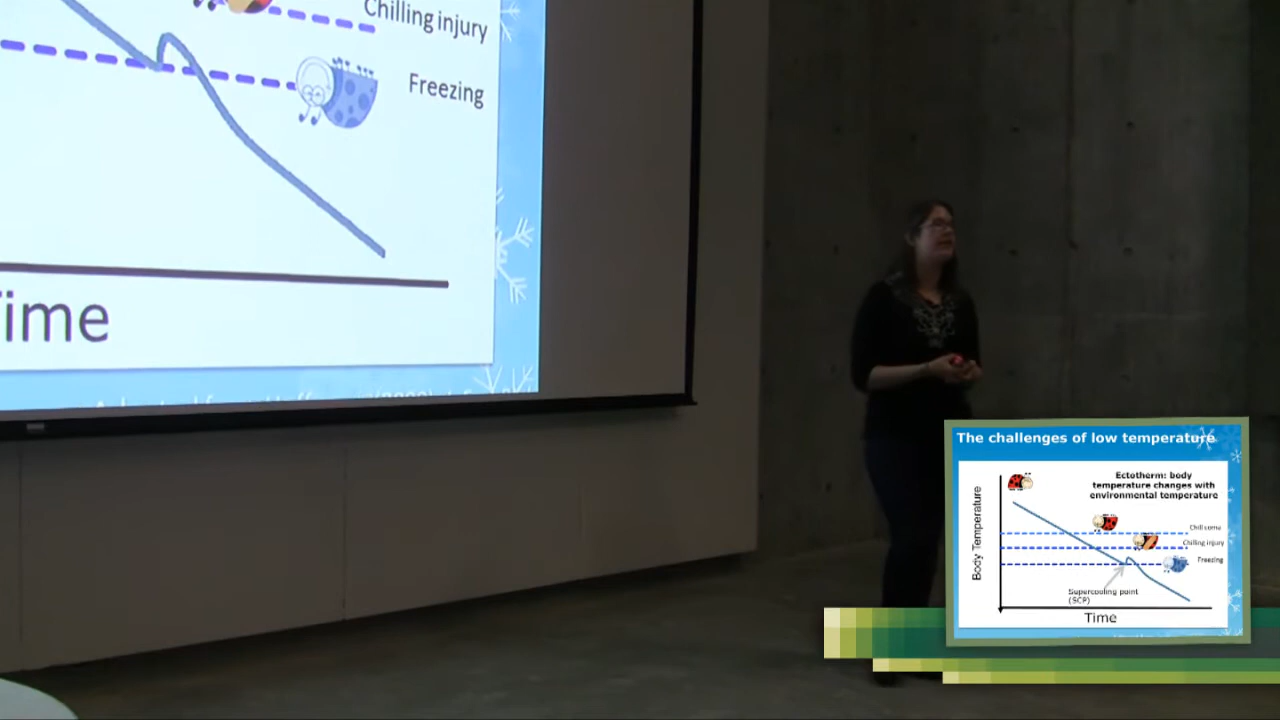 Chilling injury
Freezing
ime
The challenges of low temperature
Ectotherm: body
temperature changes with
environmental temperature
Body Temperature
Chill coma
Chilling injury
Freezing
Supercooling point
(SCP)
Time